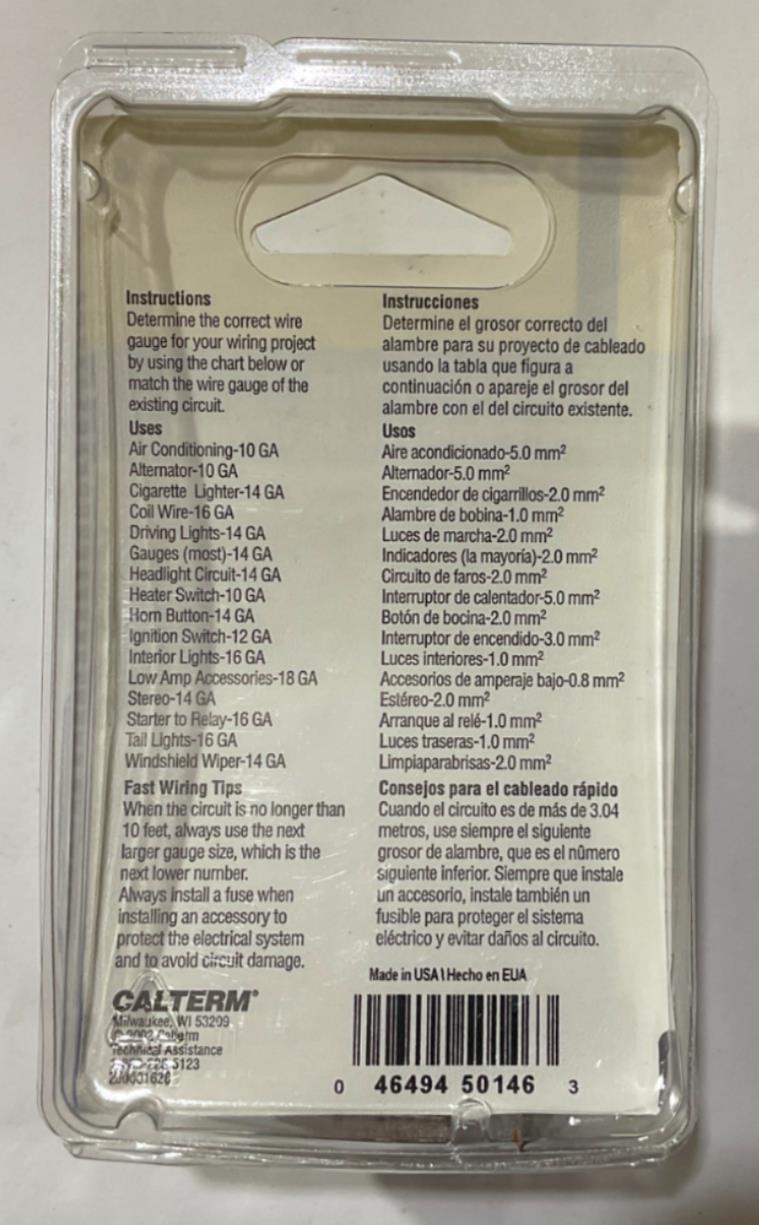 Instructions
Determine the correct wire
gauge for your wiring project
by using the chart below or
match the wire gauge of the
existing circuit.
Uses
Air Conditioning-10 GA
Alternator-10 GA
Cigarette Lighter-14 GA
Coil Wire-16 GA
Driving Lights-14 GA
Gauges (most)-14 GA
Headlight Circuit-14 GA
Heater Switch-10 GA
Horn Button-14 GA
Ignition Switch-12 GA
Interior Lights-16 GA
Low Amp Accessories-18 GA
Stereo-14 GA
Starter to Relay-16 GA
Tail Lights-16 GA
Windshield Wiper-14 GA
Fast Wiring Tips
When the circuit is no longer than
10 feet, always use the next
larger gauge size, which is the
next lower number.
Always install a fuse when
installing an accessory to
protect the electrical system
and to avoid circuit damage.
CALTERM®
Milwaukee, WI 53209
© 2002 Calterm
Technical Assistance
5123
Instrucciones
Determine el grosor correcto del
alambre para su proyecto de cableado
usando la tabla que figura a
continuación o apareje el grosor del
alambre con el del circuito existente.
Usos
Aire acondicionado-5.0 mm²
Alternador-5.0 mm²
Encendedor de cigarrillos-2.0 mm²
Alambre de bobina-1.0 mm²
Luces de marcha-2.0 mm²
Indicadores (la mayoría)-2.0 mm²
Circuito de faros-2.0 mm²
Interruptor de calentador-5.0 mm²
Botón de bocina-2.0 mm²
Interruptor de encendido-3.0 mm²
Luces interiores-1.0 mm²
Accesorios de amperaje bajo-0.8 mm²
Estéreo-2.0 mm²
Arranque al relé-1.0 mm²
Luces traseras-1.0 mm²
Limpiaparabrisas-2.0 mm²
Consejos para el cableado rápido
Cuando el circuito es de más de 3.04
metros, use siempre el siguiente
grosor de alambre, que es el número
siguiente inferior. Siempre que instale
un accesorio, instale también un
fusible para proteger el sistema
eléctrico y evitar daños al circuito.
Made in USA \ Hecho en EUA
0 46494 50146 3